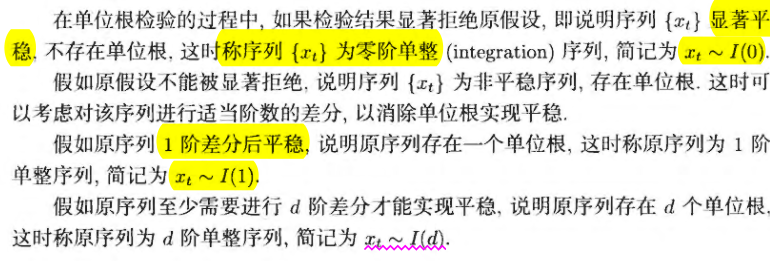 在单位根检验的过程中, 如果检验结果显著拒绝原假设, 即说明序列 {xₜ} 显著平
稳, 不存在单位根, 这时称序列 {xₜ} 为零阶单整 (integration) 序列, 简记为 xₜ ~ I(0).
假如原假设不能被显著拒绝, 说明序列 {xₜ} 为非平稳序列, 存在单位根. 这时可
以考虑对该序列进行适当阶数的差分, 以消除单位根实现平稳.
假如原序列 1 阶差分后平稳, 说明原序列存在一个单位根, 这时称原序列为 1 阶
单整序列, 简记为 xₜ ~ I(1).
假如原序列至少需要进行 d 阶差分才能实现平稳, 说明原序列存在 d 个单位根,
这时称原序列为 d 阶单整序列, 简记为 xₜ ~ I(d).